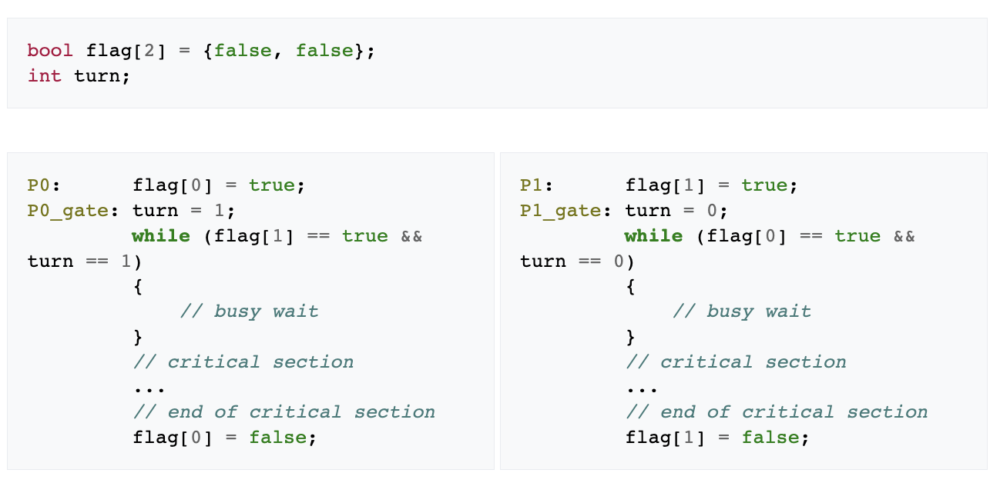 bool flag[2] = {false, false};
int turn;
P0:      flag[0] = true;
P0_gate: turn = 1;
         while (flag[1] == true &&
turn == 1)
         {
             // busy wait
         }
         // critical section
         ...
         // end of critical section
         flag[0] = false;
P1:      flag[1] = true;
P1_gate: turn = 0;
         while (flag[0] == true &&
turn == 0)
         {
             // busy wait
         }
         // critical section
         ...
         // end of critical section
         flag[1] = false;